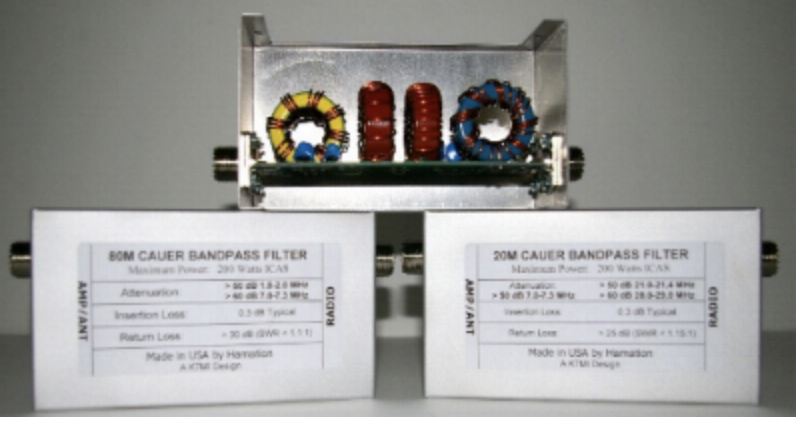 80M CAUER BANDPASS FILTER
Maximum Power: 200 Watts ICAS
AMP/ANT
Attenuation
> 50 dB 1.8-2.0 MHz
> 60 dB 7.0-7.3 MHz
RADIO
Insertion Loss
0.3 dB Typical
Return Loss
30 dB (SWR < 1.1:1)
Made in USA by Hamation
A K7MI Design
20M CAUER BANDPASS FILTER
Maximum Power: 200 Watts ICAS
AMP/ANT
Attenuation
> 50 dB 7.0-7.3 MHz
> 50 dB 21.0-21.4 MHz
> 60 dB 28.0-29.0 MHz
RADIO
Insertion Loss
0.3 dB Typical
Return Loss
25 dB (SWR < 1.15:1)
Made in USA by Hamation
A K7MI Design